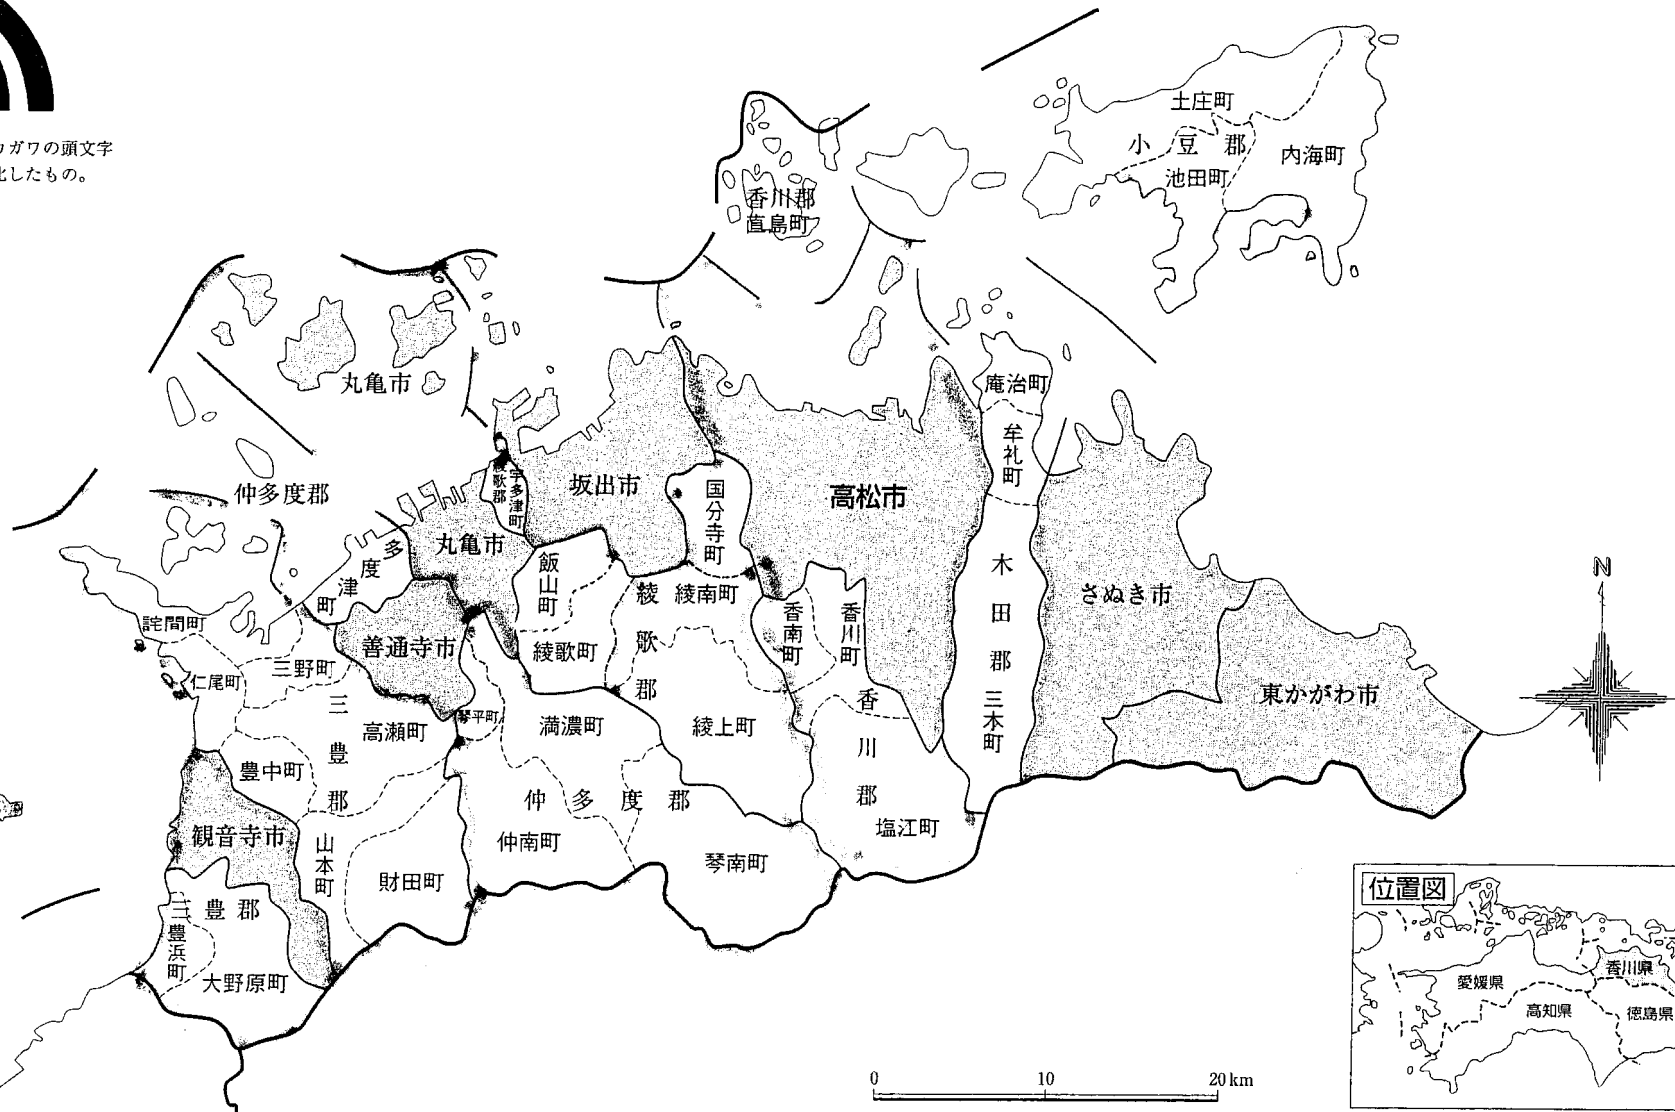 カガワの頭文字
化したもの。
土庄町
小豆郡
内海町
池田町
香川郡
直島町
丸亀市
庵治町
牟礼町
仲多度郡
綾歌郡
宇多津町
坂出市
国分寺町
高松市
丸亀市
多度津町
飯山町
木田郡
さぬき市
詫間町
善通寺市
綾歌郡
綾南町
香南町
香川町
三野町
綾歌町
仁尾町
東かがわ市
三豊郡
高瀬町
琴平町
満濃町
綾上町
香川郡
三木町
豊中町
仲多度郡
観音寺市
山本町
仲南町
塩江町
財田町
琴南町
三豊郡
豊浜町
大野原町
N
位置図
香川県
愛媛県
高知県
徳島県
0
10
20km